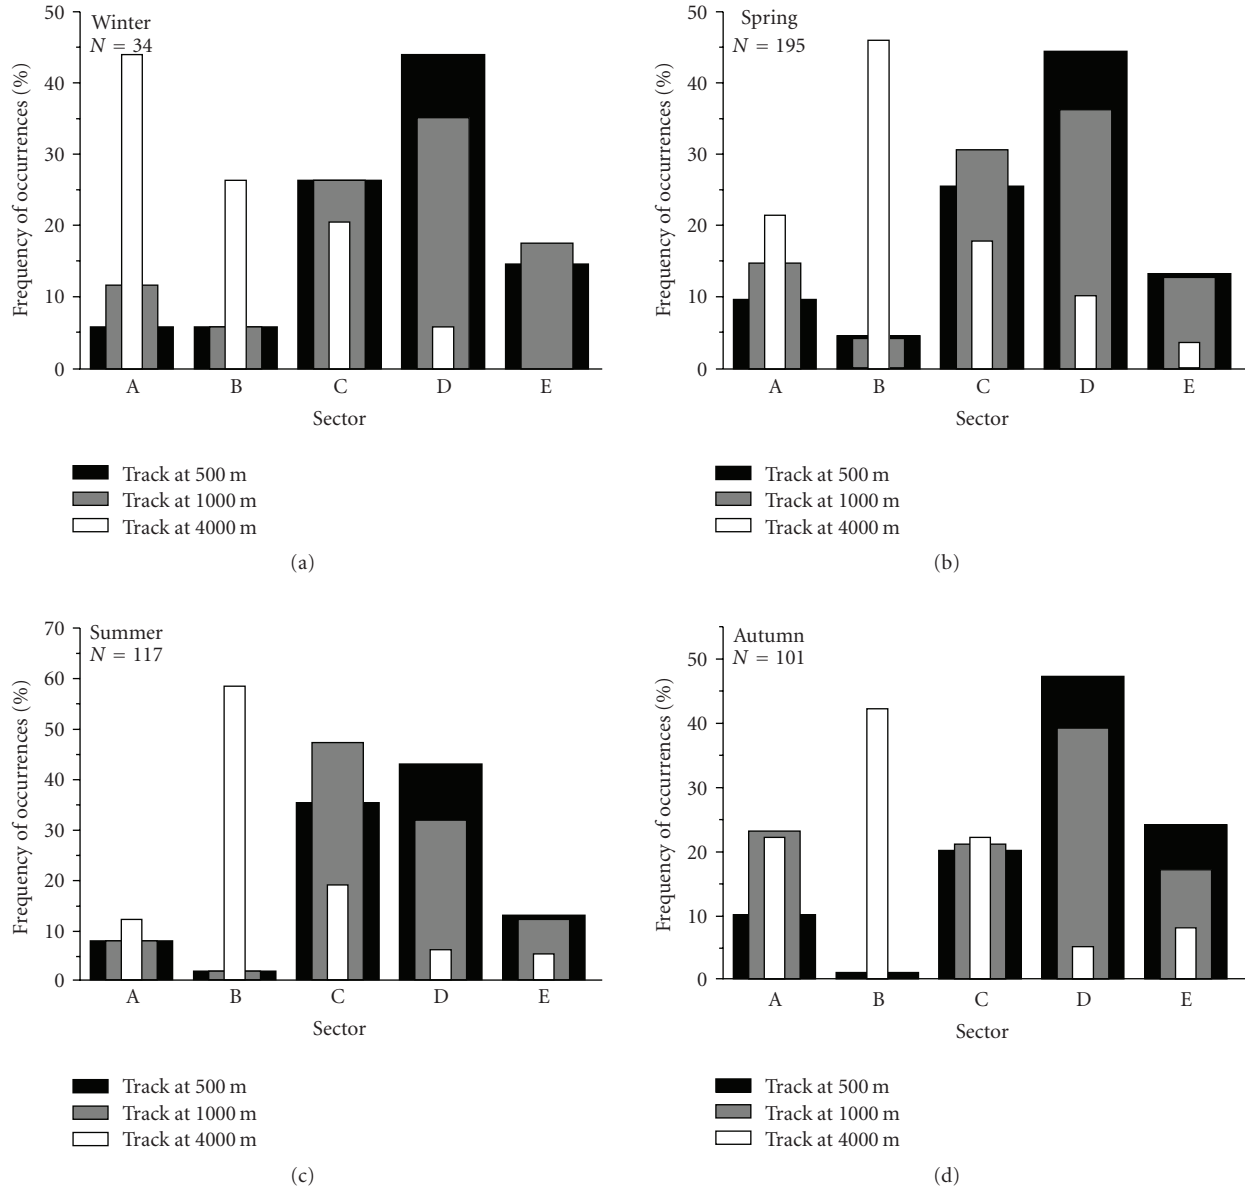 Winter
N = 34
Frequency of occurrences (%)
50
40
30
20
10
0
A B C D E
Sector
Track at 500 m
Track at 1000 m
Track at 4000 m
(a)
Spring
N = 195
Frequency of occurrences (%)
50
40
30
20
10
0
A B C D E
Sector
Track at 500 m
Track at 1000 m
Track at 4000 m
(b)
Summer
N = 117
Frequency of occurrences (%)
70
60
50
40
30
20
10
0
A B C D E
Sector
Track at 500 m
Track at 1000 m
Track at 4000 m
(c)
Autumn
N = 101
Frequency of occurrences (%)
50
40
30
20
10
0
A B C D E
Sector
Track at 500 m
Track at 1000 m
Track at 4000 m
(d)